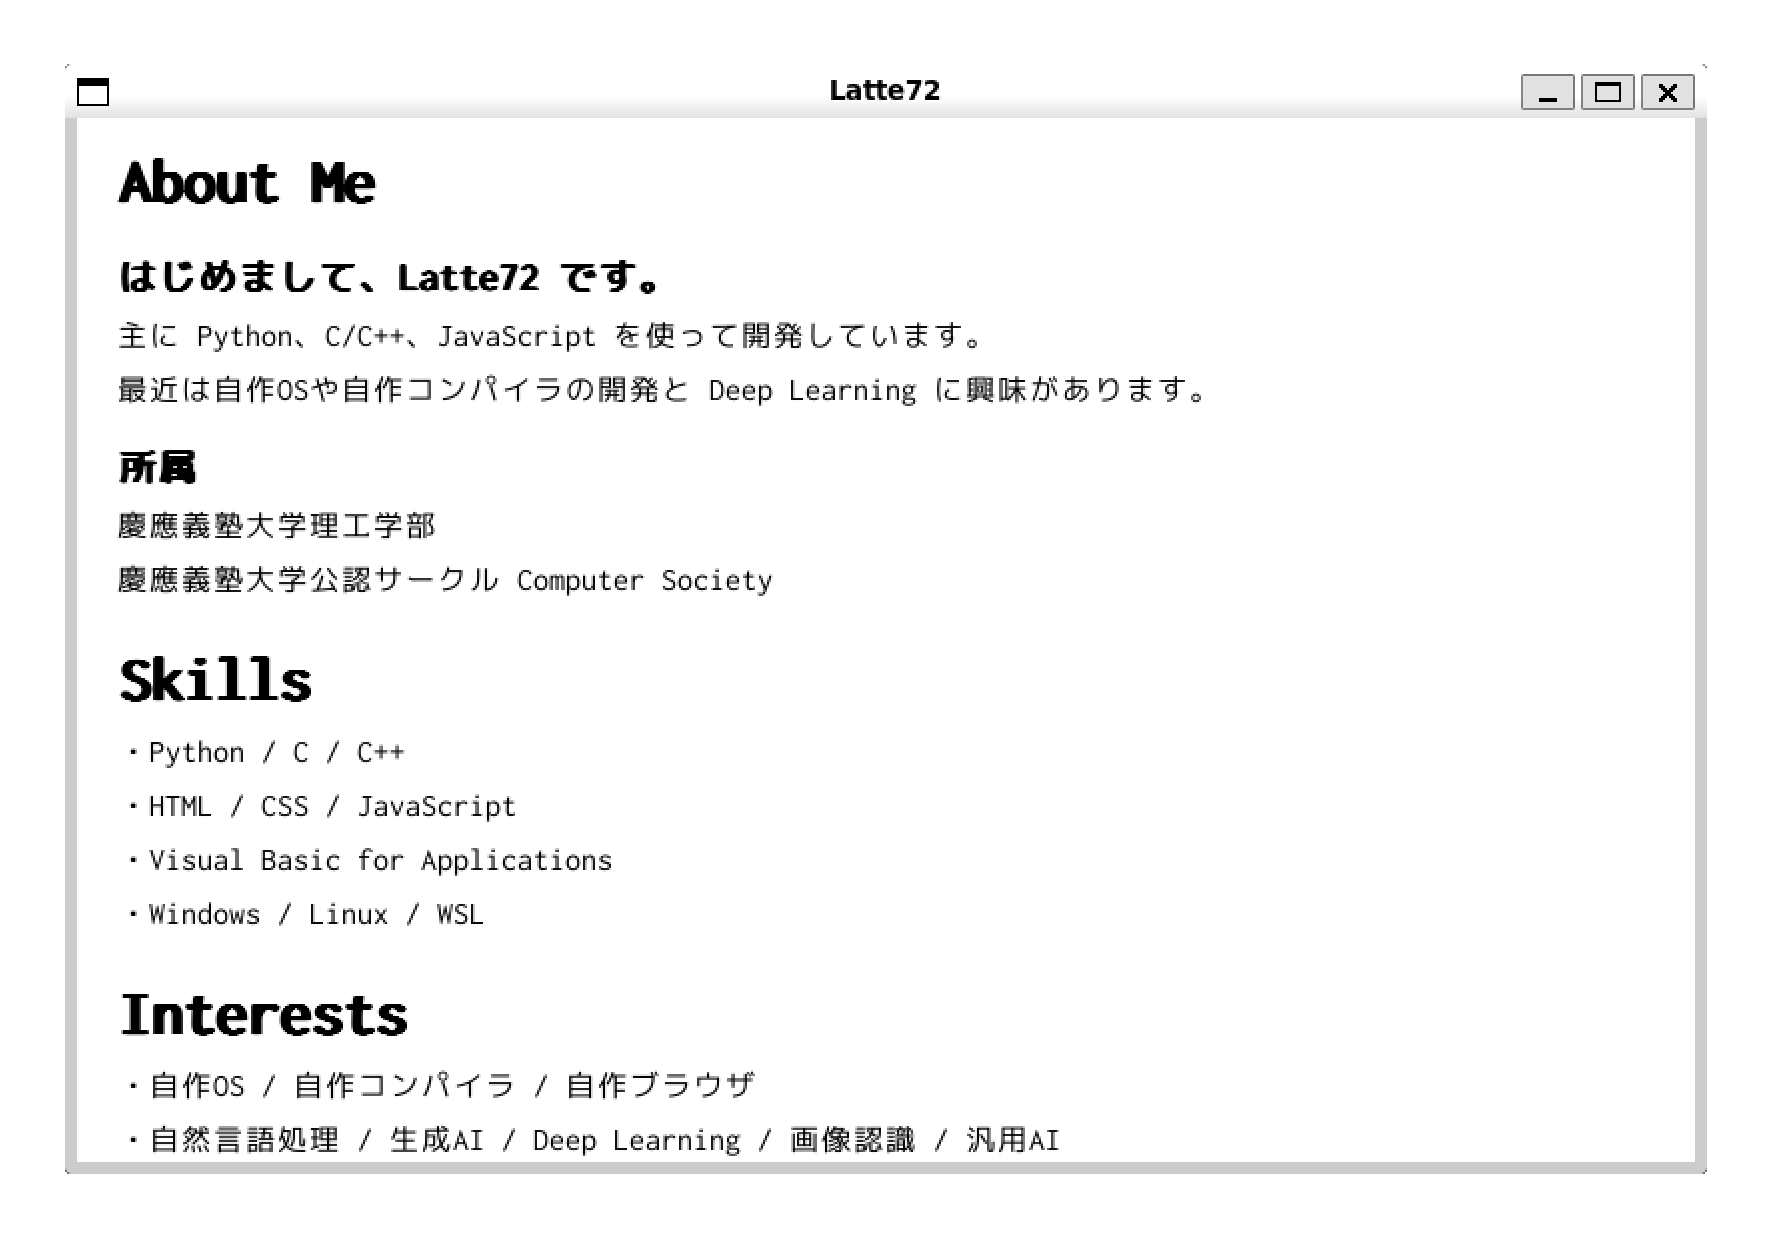 Latte72
About Me
はじめまして、Latte72 です。
主に Python、C/C++、JavaScript を使って開発しています。
最近は自作OSや自作コンパイラの開発と Deep Learning に興味があります。
所属
慶應義塾大学理工学部
慶應義塾大学公認サークル Computer Society
Skills
・Python / C / C++
・HTML / CSS / JavaScript
・Visual Basic for Applications
・Windows / Linux / WSL
Interests
・自作OS / 自作コンパイラ / 自作ブラウザ
・自然言語処理 / 生成AI / Deep Learning / 画像認識 / 汎用AI